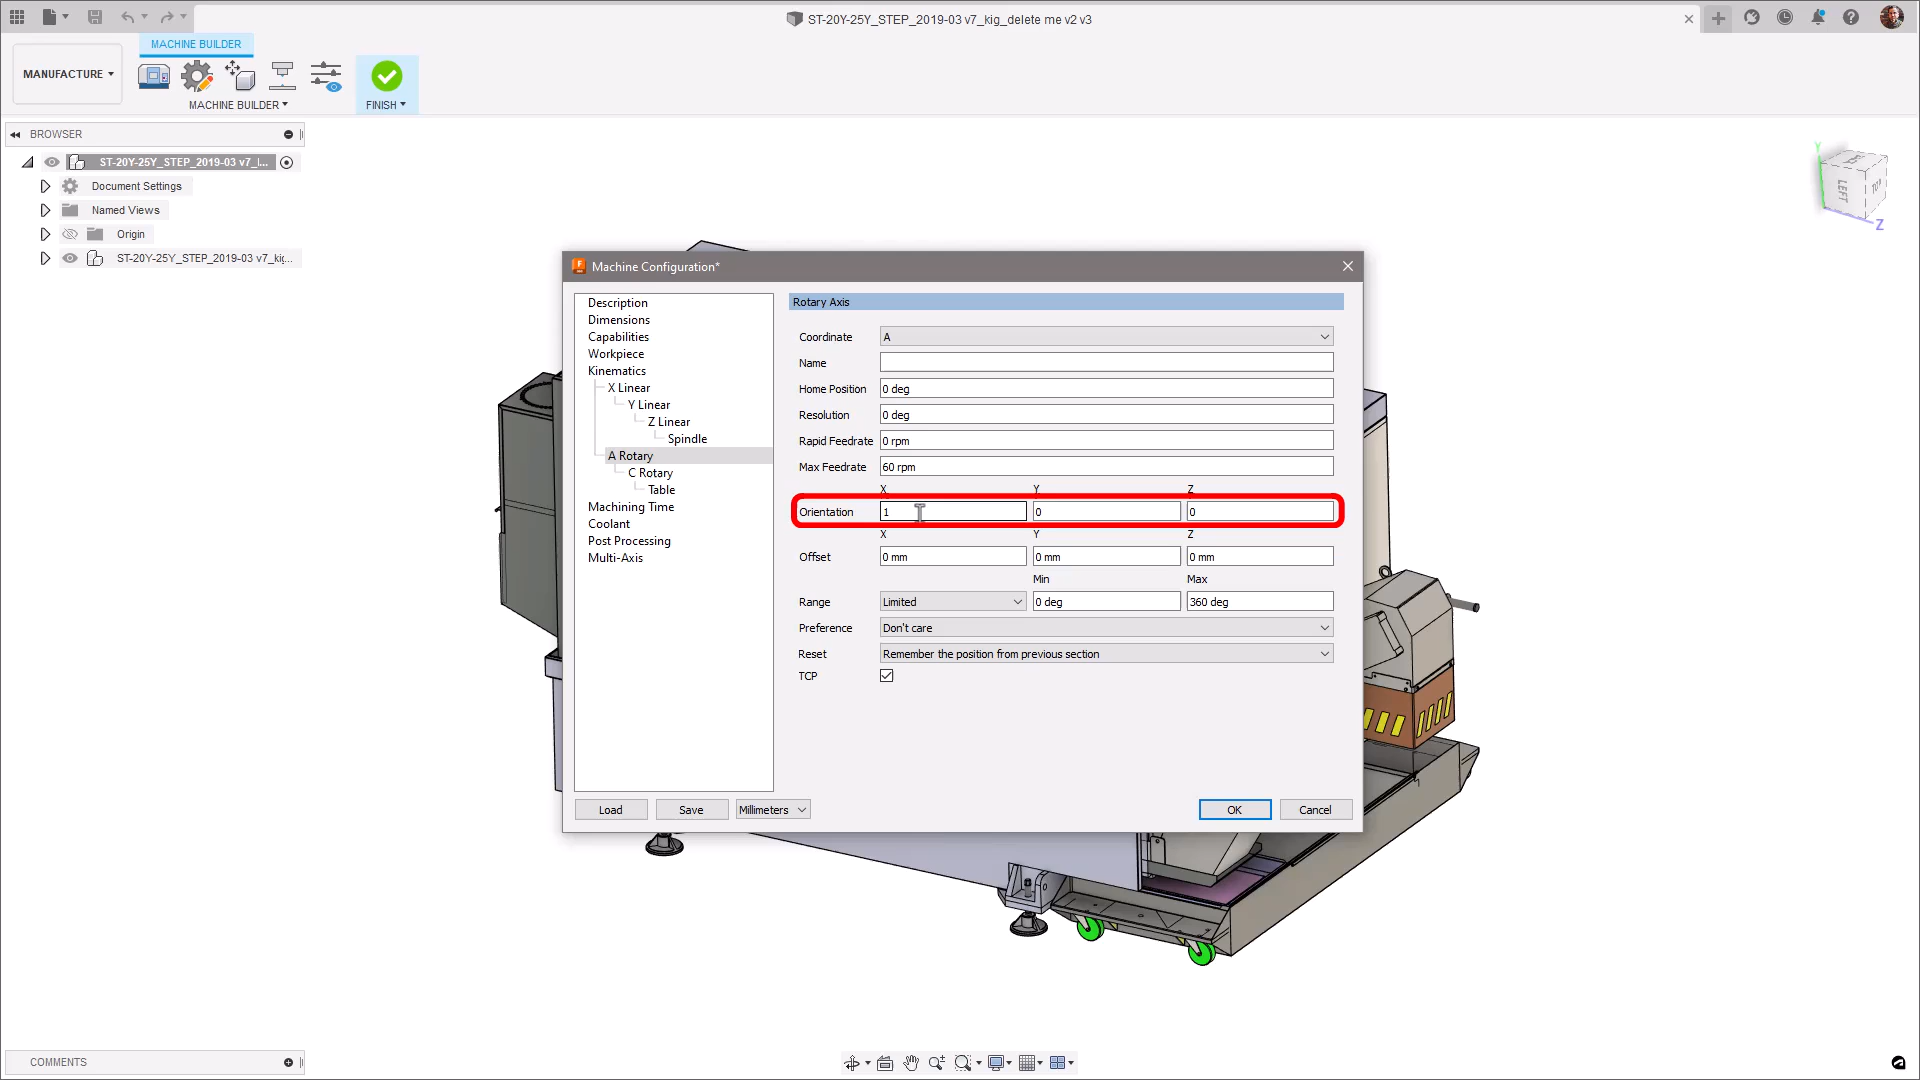 ST-20Y-25Y_STEP_2019-03 v7_kig_delete me v2 v3
MACHINE BUILDER
MANUFACTURE
MACHINE BUILDER
FINISH
BROWSER
ST-20Y-25Y_STEP_2019-03 v7_l...
Document Settings
Named Views
Origin
ST-20Y-25Y_STEP_2019-03 v7_kig...
Y
LEFT
Z
Machine Configuration*
Description
Dimensions
Capabilities
Workpiece
Kinematics
X Linear
Y Linear
Z Linear
Spindle
A Rotary
C Rotary
Table
Machining Time
Coolant
Post Processing
Multi-Axis
Rotary Axis
Coordinate A
Name
Home Position 0 deg
Resolution 0 deg
Rapid Feedrate 0 rpm
Max Feedrate 60 rpm
X Y Z
Orientation 1 0 0
X Y Z
Offset 0 mm 0 mm 0 mm
Min Max
Range Limited 0 deg 360 deg
Preference Don't care
Reset Remember the position from previous section
TCP
Load Save Millimeters OK Cancel
COMMENTS